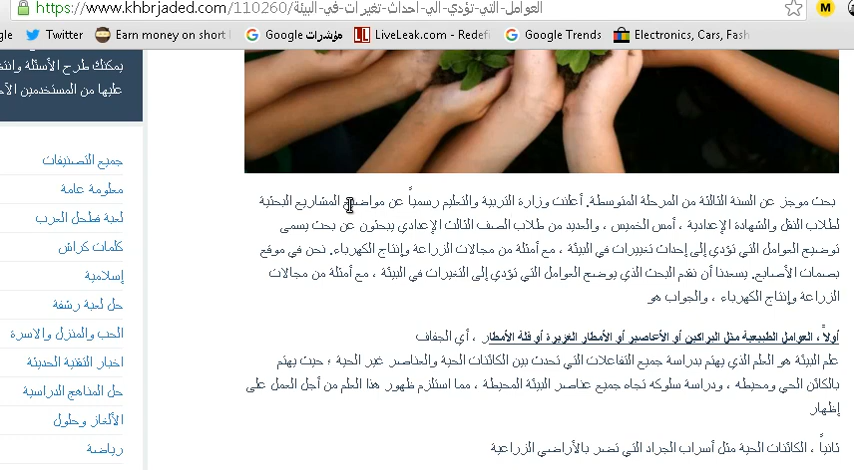 https://www.khbrjaded.com/110260/العوامل-التي-تؤدي-الي-احداث-تغيرات-في-البيئة
gle Twitter Earn money on short l Google مؤشرات LiveLeak.com - Redefi Google Trends Electronics, Cars, Fash
يمكنك طرح الأسئلة وانت
عليها من المستخدمين الآخ
جميع التصنيفات
معلومة عامة
لعبة فطحل العرب
كلمات كراش
إسلامية
حل لعبة رشفة
الحب والمنزل والاسرة
اخبار التقنية الحديثة
حل المناهج الدراسية
الألغاز وحلول
رياضة
بحث موجز عن السنة الثالثة من المرحلة المتوسطة. أعلنت وزارة التربية والتعليم رسمياً عن مواضيع المشاريع البحثية
لطلاب النقل والشهادة الإعدادية ، أمس الخميس ، والعديد من طلاب الصف الثالث الإعدادي يبحثون عن بحث يسمى
توضيح العوامل التي تؤدي إلى إحداث تغييرات في البيئة ، مع أمثلة من مجالات الزراعة وإنتاج الكهرباء. نحن في موقع
بصمات الأصابع. يسعدنا أن نقدم البحث الذي يوضح العوامل التي تؤدي إلى التغيرات في البيئة ، مع أمثلة من مجالات
الزراعة وإنتاج الكهرباء ، والجواب هو
أولاً ، العوامل الطبيعية مثل البراكين أو الأعاصير أو الأمطار الغزيرة أو قلة الأمطار ، أي الجفاف
علم البيئة هو العلم الذي يهتم بدراسة جميع التفاعلات التي تحدث بين الكائنات الحية والعناصر غير الحية ؛ حيث يهتم
بالكائن الحي ومحيطه ، ودراسة سلوكه تجاه جميع عناصر البيئة المحيطة ، مما استلزم ظهور هذا العلم من أجل العمل على
إظهار
ثانياً ، الكائنات الحية مثل أسراب الجراد التي تضر بالأراضي الزراعية